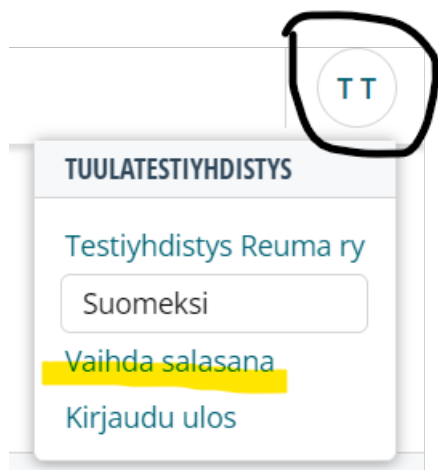 T T
TUULATESTIYHDISTYS
Testiyhdistys Reuma ry
Suomeksi
Vaihda salasana
Kirjaudu ulos